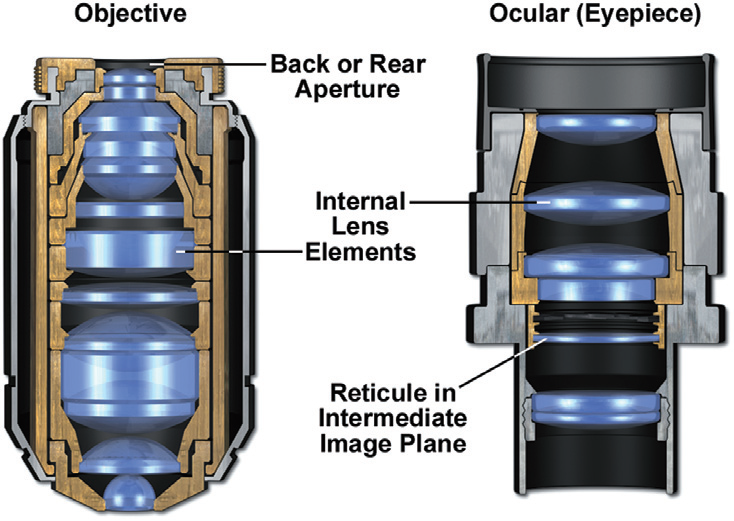 Objective
Ocular (Eyepiece)
Back or Rear
Aperture
Internal
Lens
Elements
Reticule in
Intermediate
Image Plane